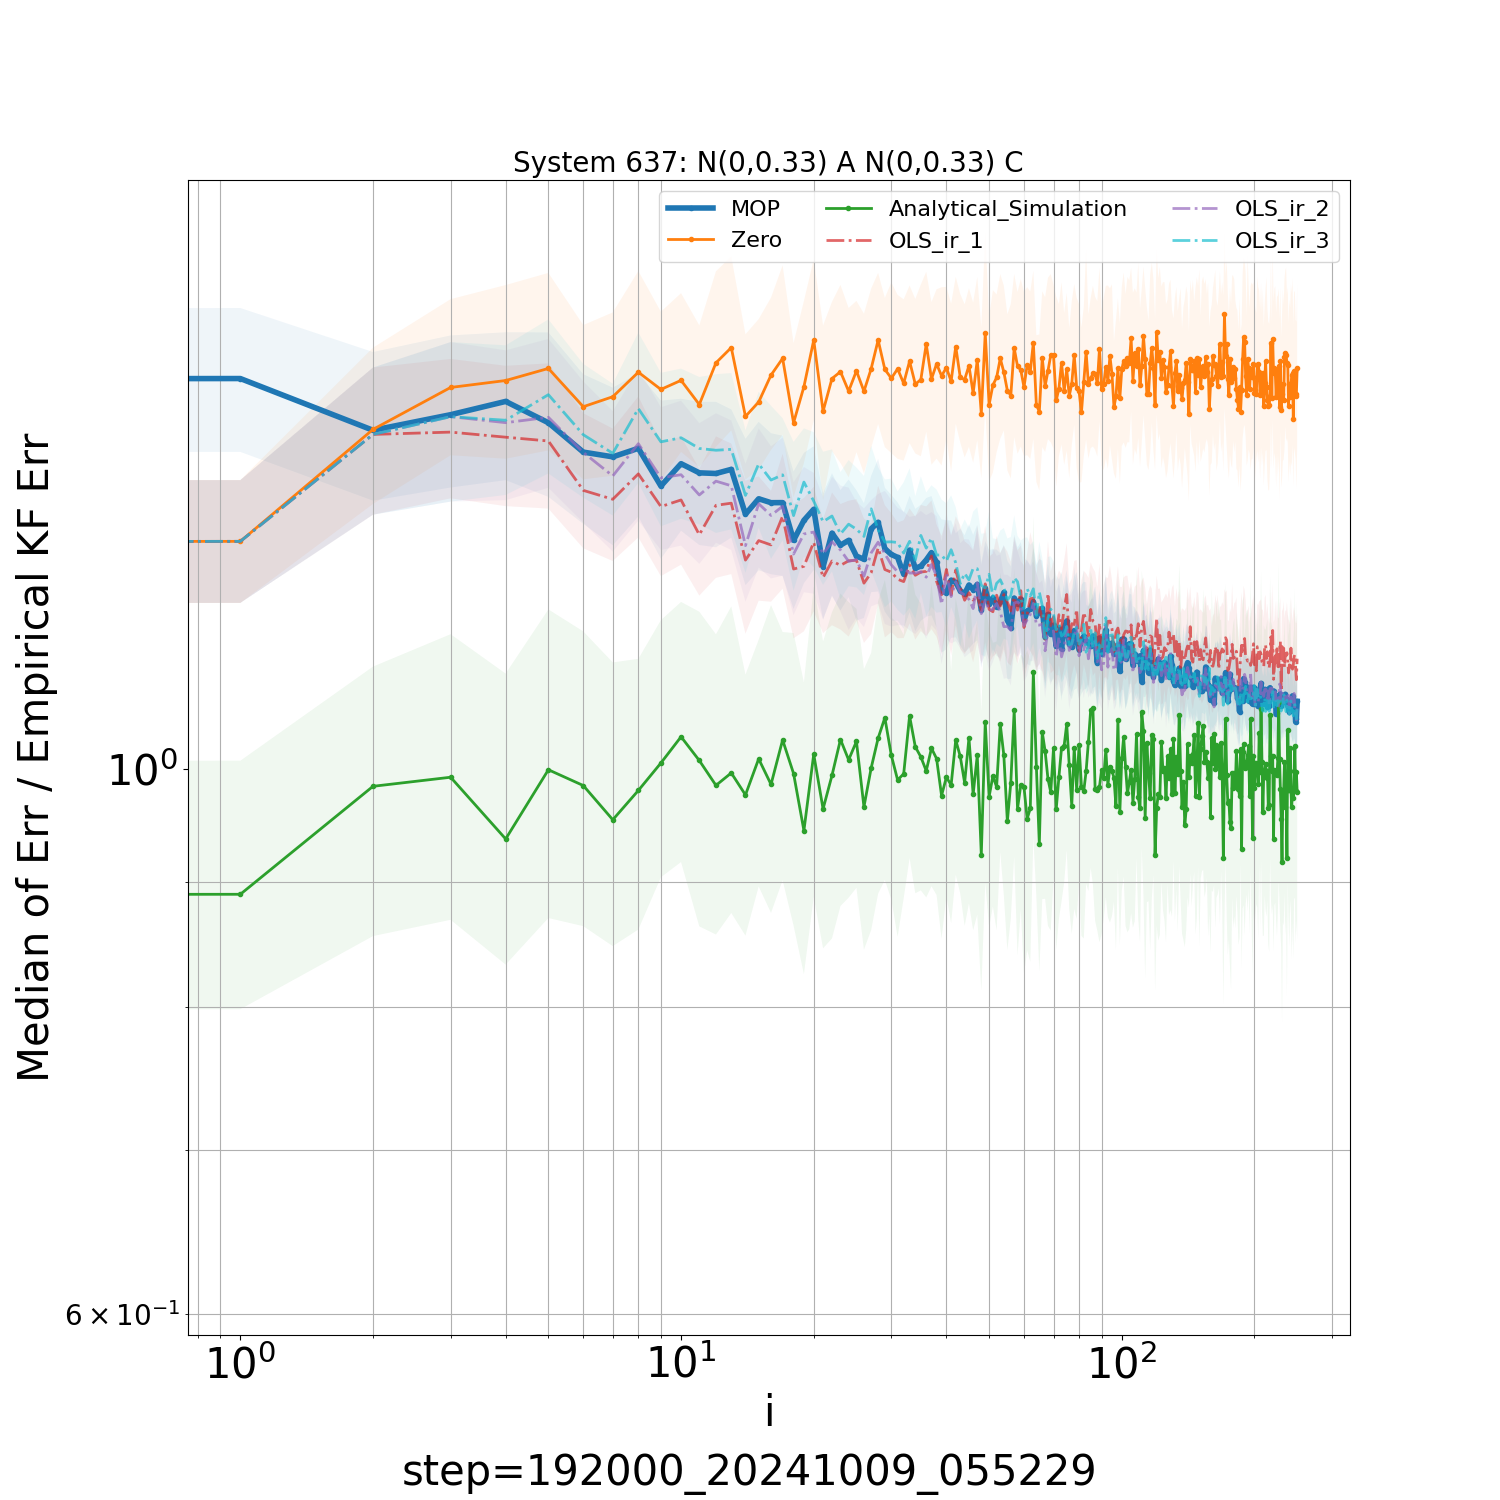 System 637: N(0,0.33) A N(0,0.33) C
MOP
Zero
Analytical_Simulation
OLS_ir_1
OLS_ir_2
OLS_ir_3
Median of Err / Empirical KF Err
10⁰
6 × 10⁻¹
10⁰ 10¹ 10²
i
step=192000_20241009_055229